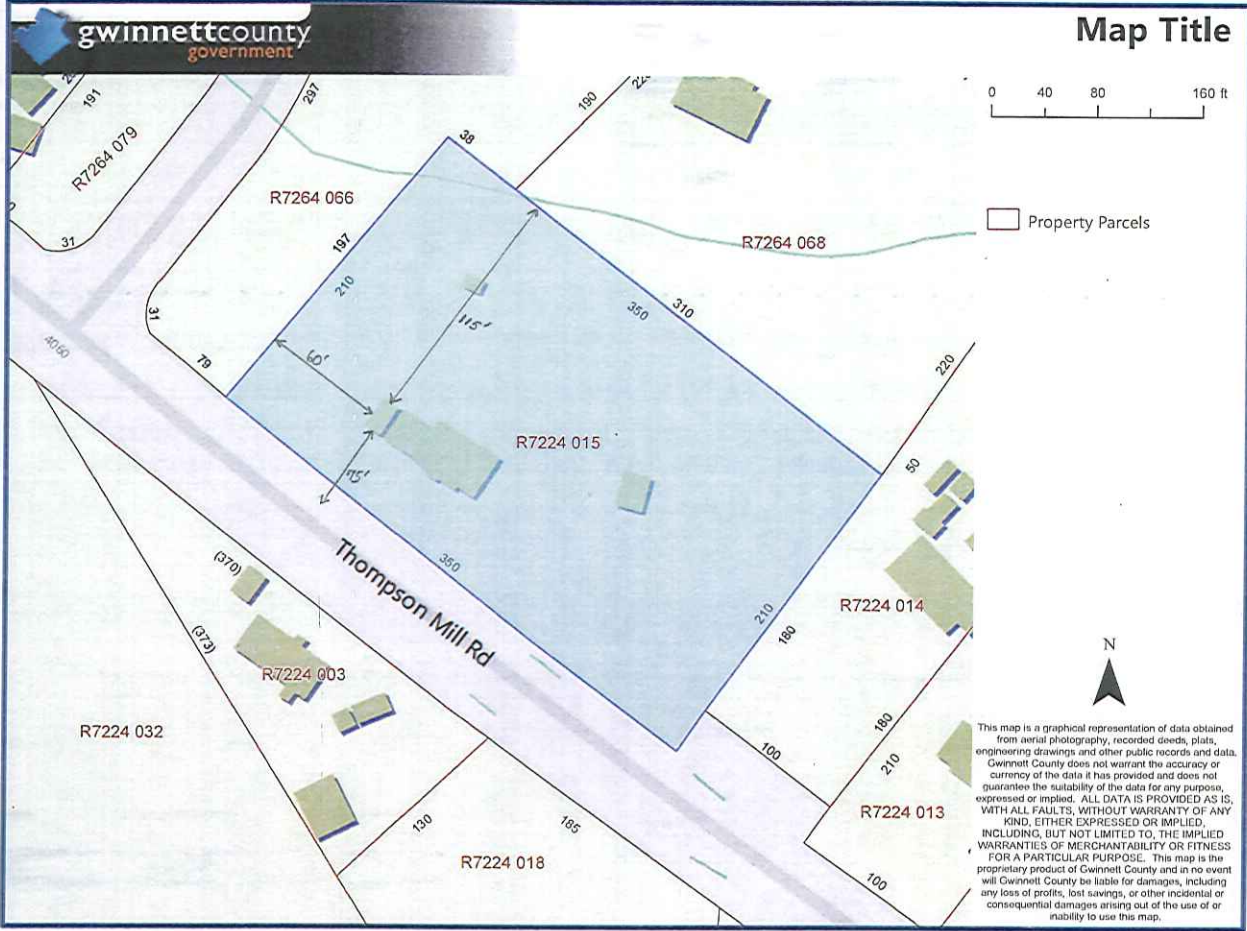 gwinnettcounty
government
Map Title
0 40 80 160 ft
Property Parcels
191
R7264 079
31
297
R7264 066
190
38
R7264 068
197
210
31
79
4060
60'
115'
75'
350
310
R7224 015
220
50
R7224 014
210
180
350
Thompson Mill Rd
(370)
(373)
R7224 003
R7224 032
130
185
R7224 018
100
180
210
R7224 013
100
N
This map is a graphical representation of data obtained
from aerial photography, recorded deeds, plats,
engineering drawings and other public records and data.
Gwinnett County does not warrant the accuracy or
currency of the data it has provided and does not
guarantee the suitability of the data for any purpose,
expressed or implied. ALL DATA IS PROVIDED AS IS,
WITH ALL FAULTS, WITHOUT WARRANTY OF ANY
KIND, EITHER EXPRESSED OR IMPLIED,
INCLUDING, BUT NOT LIMITED TO, THE IMPLIED
WARRANTIES OF MERCHANTABILITY OR FITNESS
FOR A PARTICULAR PURPOSE. This map is the
proprietary product of Gwinnett County and in no event
will Gwinnett County be liable for damages, including
any loss of profits, lost savings, or other incidental or
consequential damages arising out of the use of or
inability to use this map.